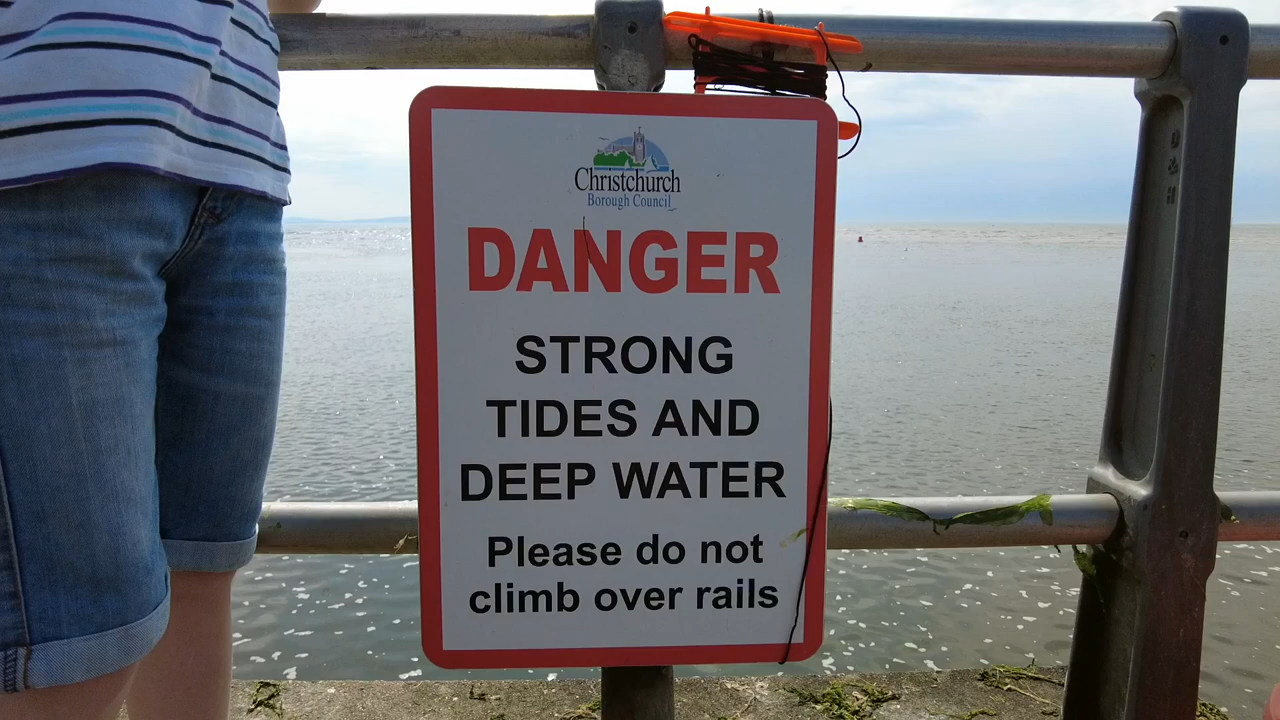 Christchurch
Borough Council
DANGER
STRONG
TIDES AND
DEEP WATER
Please do not
climb over rails